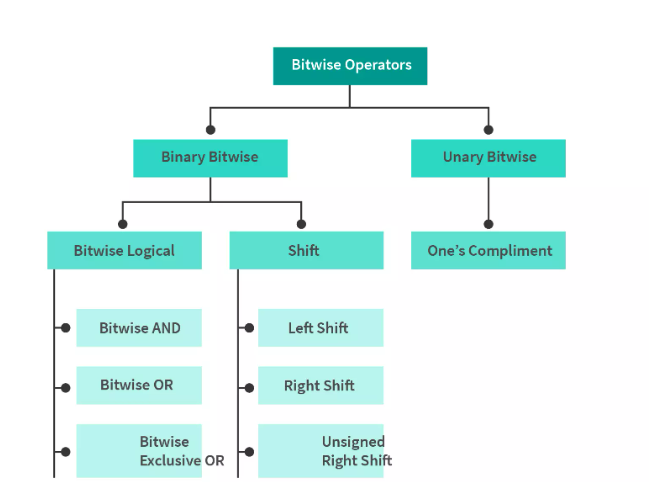 Bitwise Operators
Binary Bitwise
Unary Bitwise
Bitwise Logical
Shift
One's Compliment
Bitwise AND
Left Shift
Bitwise OR
Right Shift
Bitwise
Exclusive OR
Unsigned
Right Shift